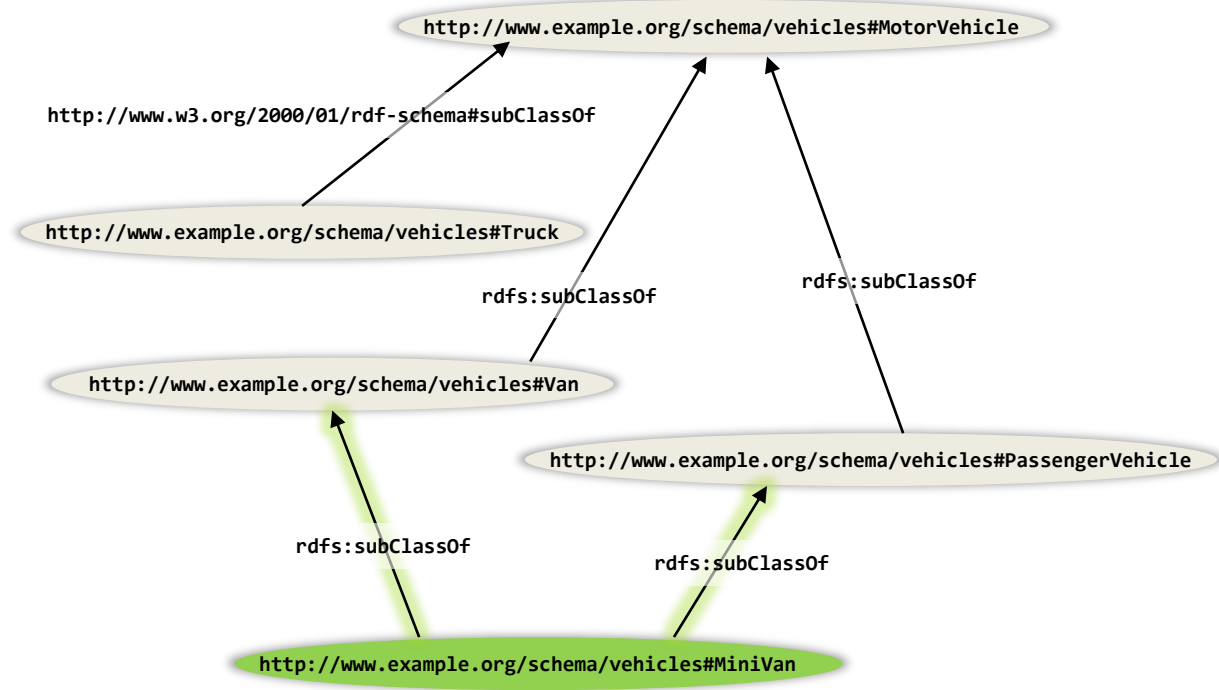 http://www.example.org/schema/vehicles#MotorVehicle
http://www.w3.org/2000/01/rdf-schema#subClassOf
http://www.example.org/schema/vehicles#Truck
rdfs:subClassOf
rdfs:subClassOf
http://www.example.org/schema/vehicles#Van
http://www.example.org/schema/vehicles#PassengerVehicle
rdfs:subClassOf
rdfs:subClassOf
http://www.example.org/schema/vehicles#MiniVan